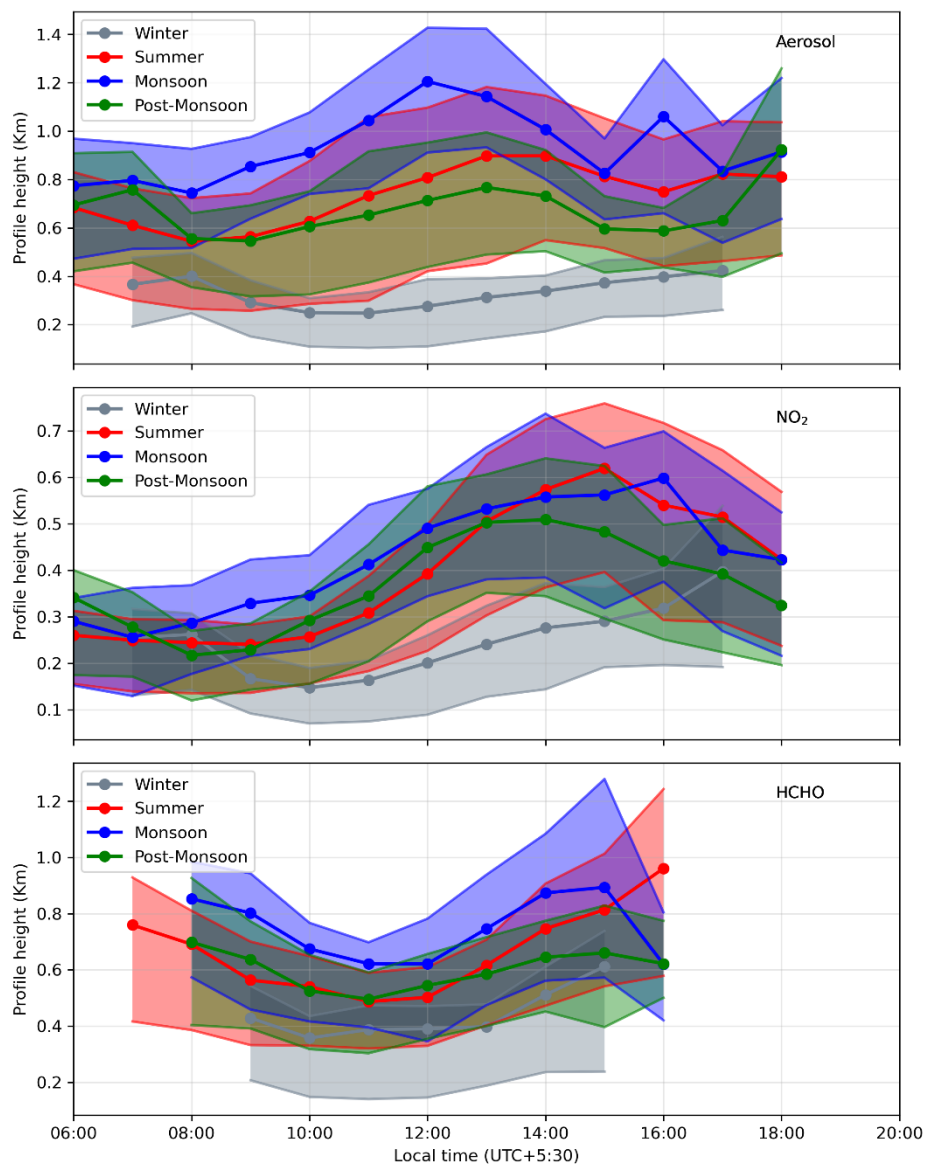 1.4
1.2
1.0
0.8
0.6
0.4
0.2
Profile height (Km)
Winter
Summer
Monsoon
Post-Monsoon
Aerosol
0.7
0.6
0.5
0.4
0.3
0.2
0.1
Profile height (Km)
Winter
Summer
Monsoon
Post-Monsoon
NO₂
1.2
1.0
0.8
0.6
0.4
0.2
Profile height (Km)
Winter
Summer
Monsoon
Post-Monsoon
HCHO
06:00 08:00 10:00 12:00 14:00 16:00 18:00 20:00
Local time (UTC+5:30)